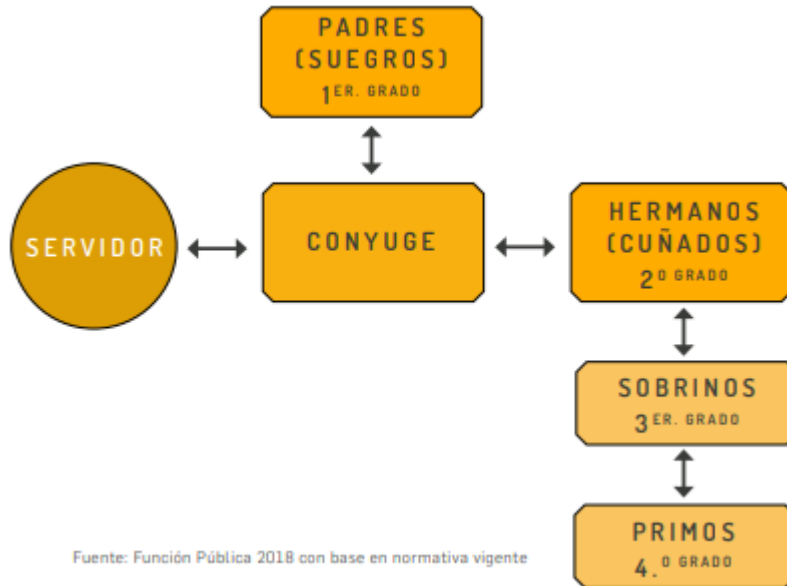 PADRES
(SUEGROS)
1ER. GRADO
SERVIDOR
CONYUGE
HERMANOS
(CUÑADOS)
2O GRADO
SOBRINOS
3ER. GRADO
PRIMOS
4.O GRADO
Fuente: Función Pública 2018 con base en normativa vigente